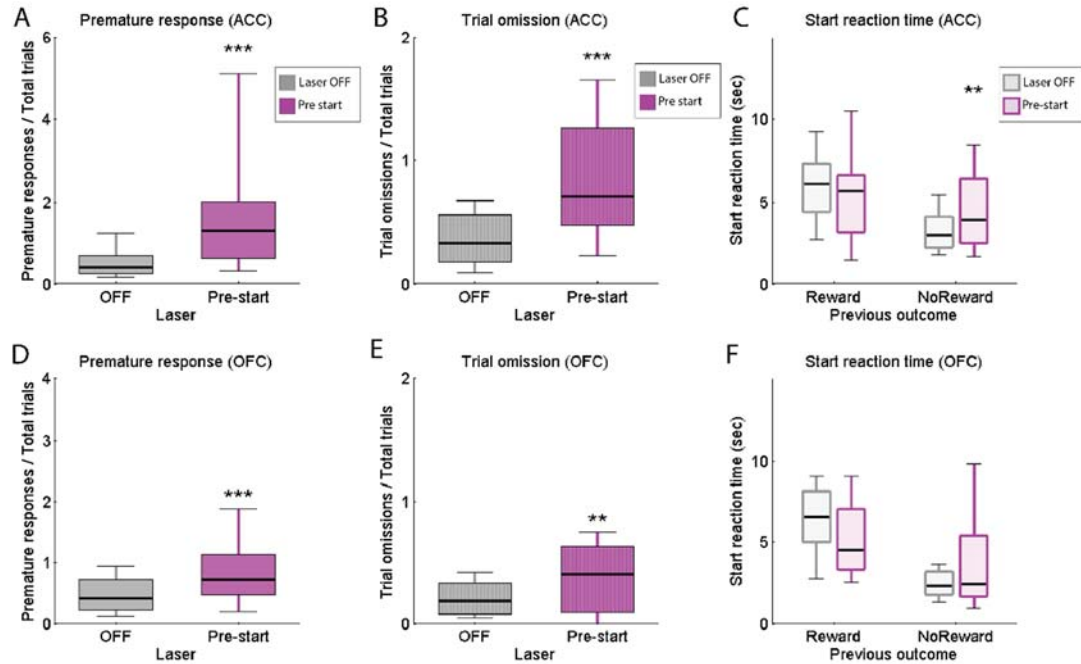 A
Premature response (ACC)
Premature responses / Total trials
6
4
2
0
***
Laser OFF
Pre start
OFF
Pre-start
Laser
B
Trial omission (ACC)
Trial omissions / Total trials
2
1
0
***
Laser OFF
Pre start
OFF
Pre-start
Laser
C
Start reaction time (ACC)
Start reaction time (sec)
10
5
0
**
Laser OFF
Pre-start
Reward
NoReward
Previous outcome
D
Premature response (OFC)
Premature responses / Total trials
4
3
2
1
0
***
OFF
Pre-start
Laser
E
Trial omission (OFC)
Trial omissions / Total trials
2
1
0
**
OFF
Pre-start
Laser
F
Start reaction time (OFC)
Start reaction time (sec)
10
5
0
Reward
NoReward
Previous outcome